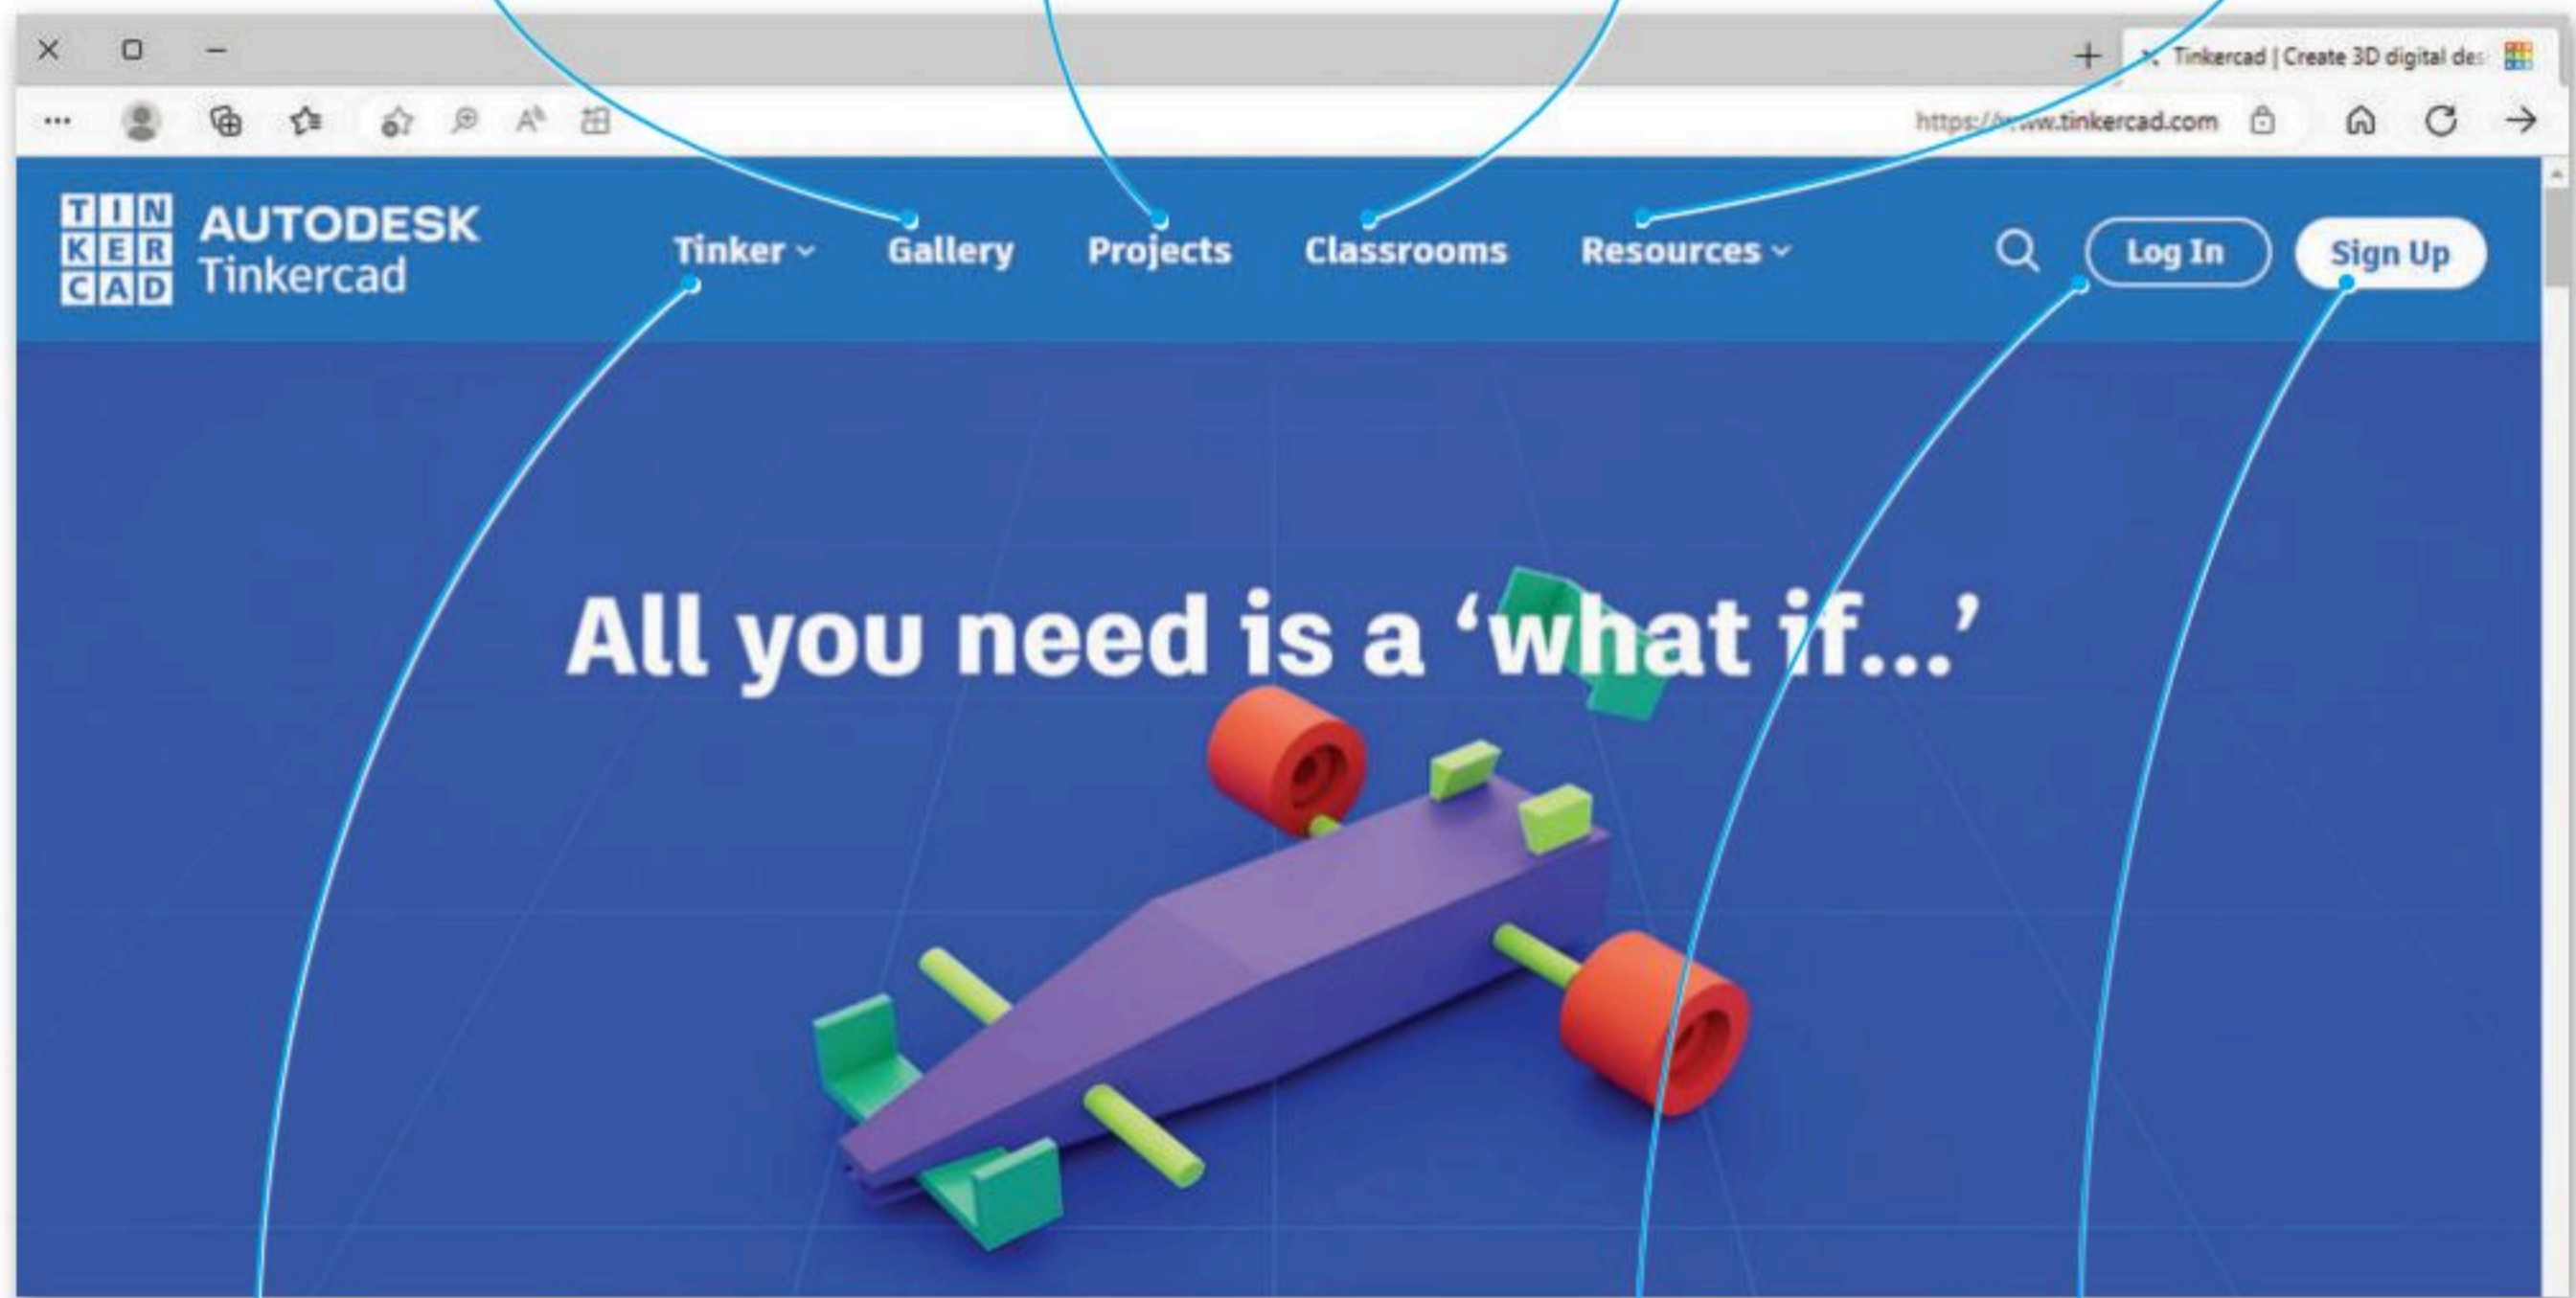 Tinkercad | Create 3D digital des
https://www.tinkercad.com
TIN
KER
CAD
AUTODESK
Tinkercad
Tinker
Gallery
Projects
Classrooms
Resources
Log In
Sign Up
All you need is a ‘what if...’